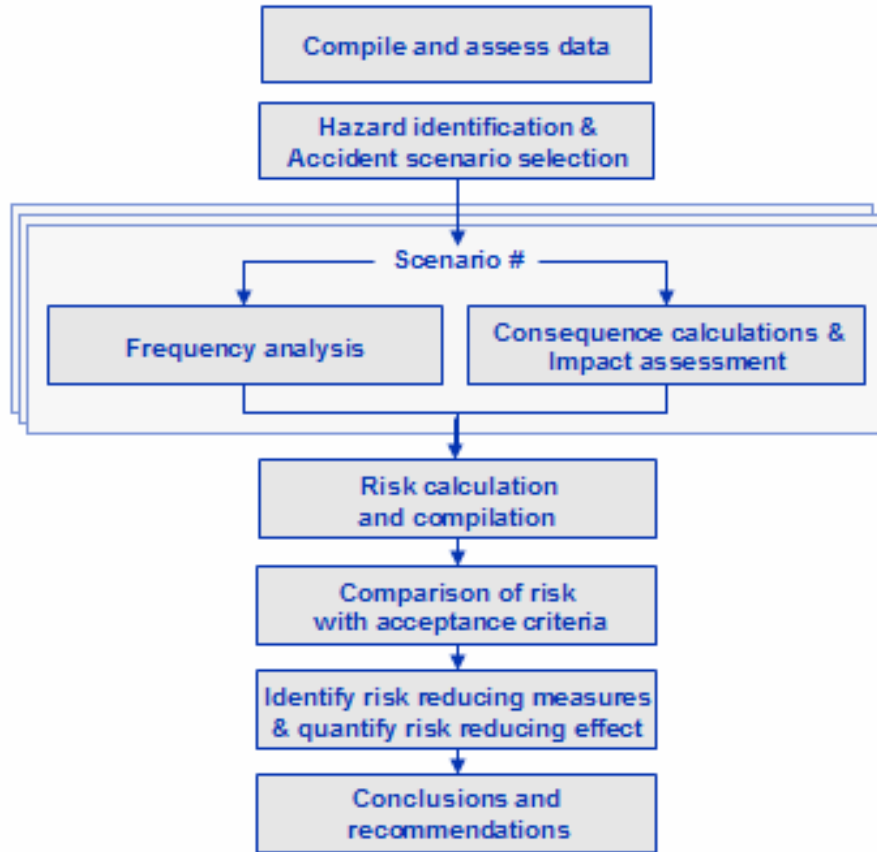 Compile and assess data
Hazard identification &
Accident scenario selection
Scenario #
Frequency analysis
Consequence calculations &
Impact assessment
Risk calculation
and compilation
Comparison of risk
with acceptance criteria
Identify risk reducing measures
& quantify risk reducing effect
Conclusions and
recommendations